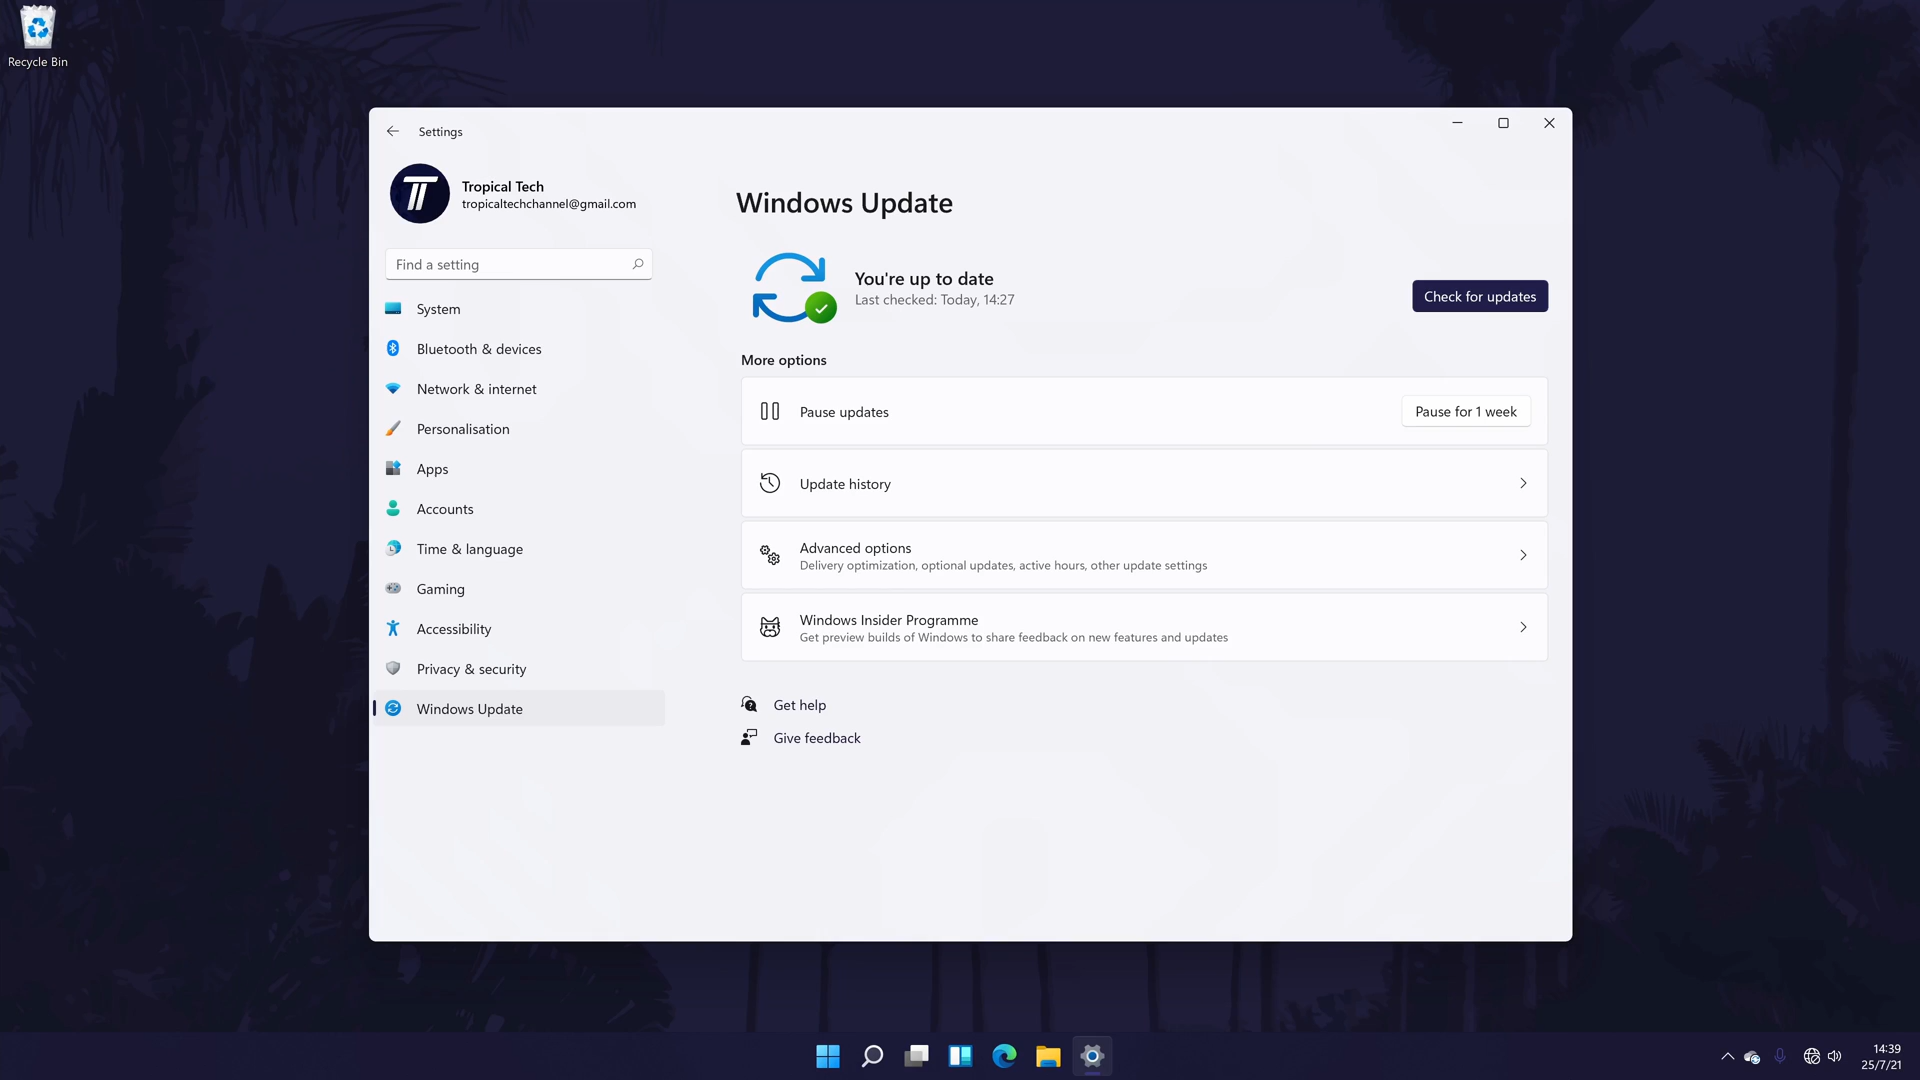 Recycle Bin
Settings
Tropical Tech
tropicaltechchannel@gmail.com
Find a setting
System
Bluetooth & devices
Network & internet
Personalisation
Apps
Accounts
Time & language
Gaming
Accessibility
Privacy & security
Windows Update
Windows Update
You're up to date
Last checked: Today, 14:27
Check for updates
More options
Pause updates
Pause for 1 week
Update history
Advanced options
Delivery optimization, optional updates, active hours, other update settings
Windows Insider Programme
Get preview builds of Windows to share feedback on new features and updates
Get help
Give feedback
14:39
25/7/21